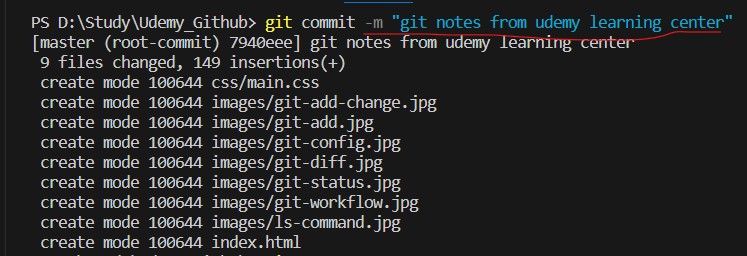 PS D:\Study\Udemy_Github> git commit -m "git notes from udemy learning center"
[master (root-commit) 7940eee] git notes from udemy learning center
 9 files changed, 149 insertions(+)
 create mode 100644 css/main.css
 create mode 100644 images/git-add-change.jpg
 create mode 100644 images/git-add.jpg
 create mode 100644 images/git-config.jpg
 create mode 100644 images/git-diff.jpg
 create mode 100644 images/git-status.jpg
 create mode 100644 images/git-workflow.jpg
 create mode 100644 images/ls-command.jpg
 create mode 100644 index.html